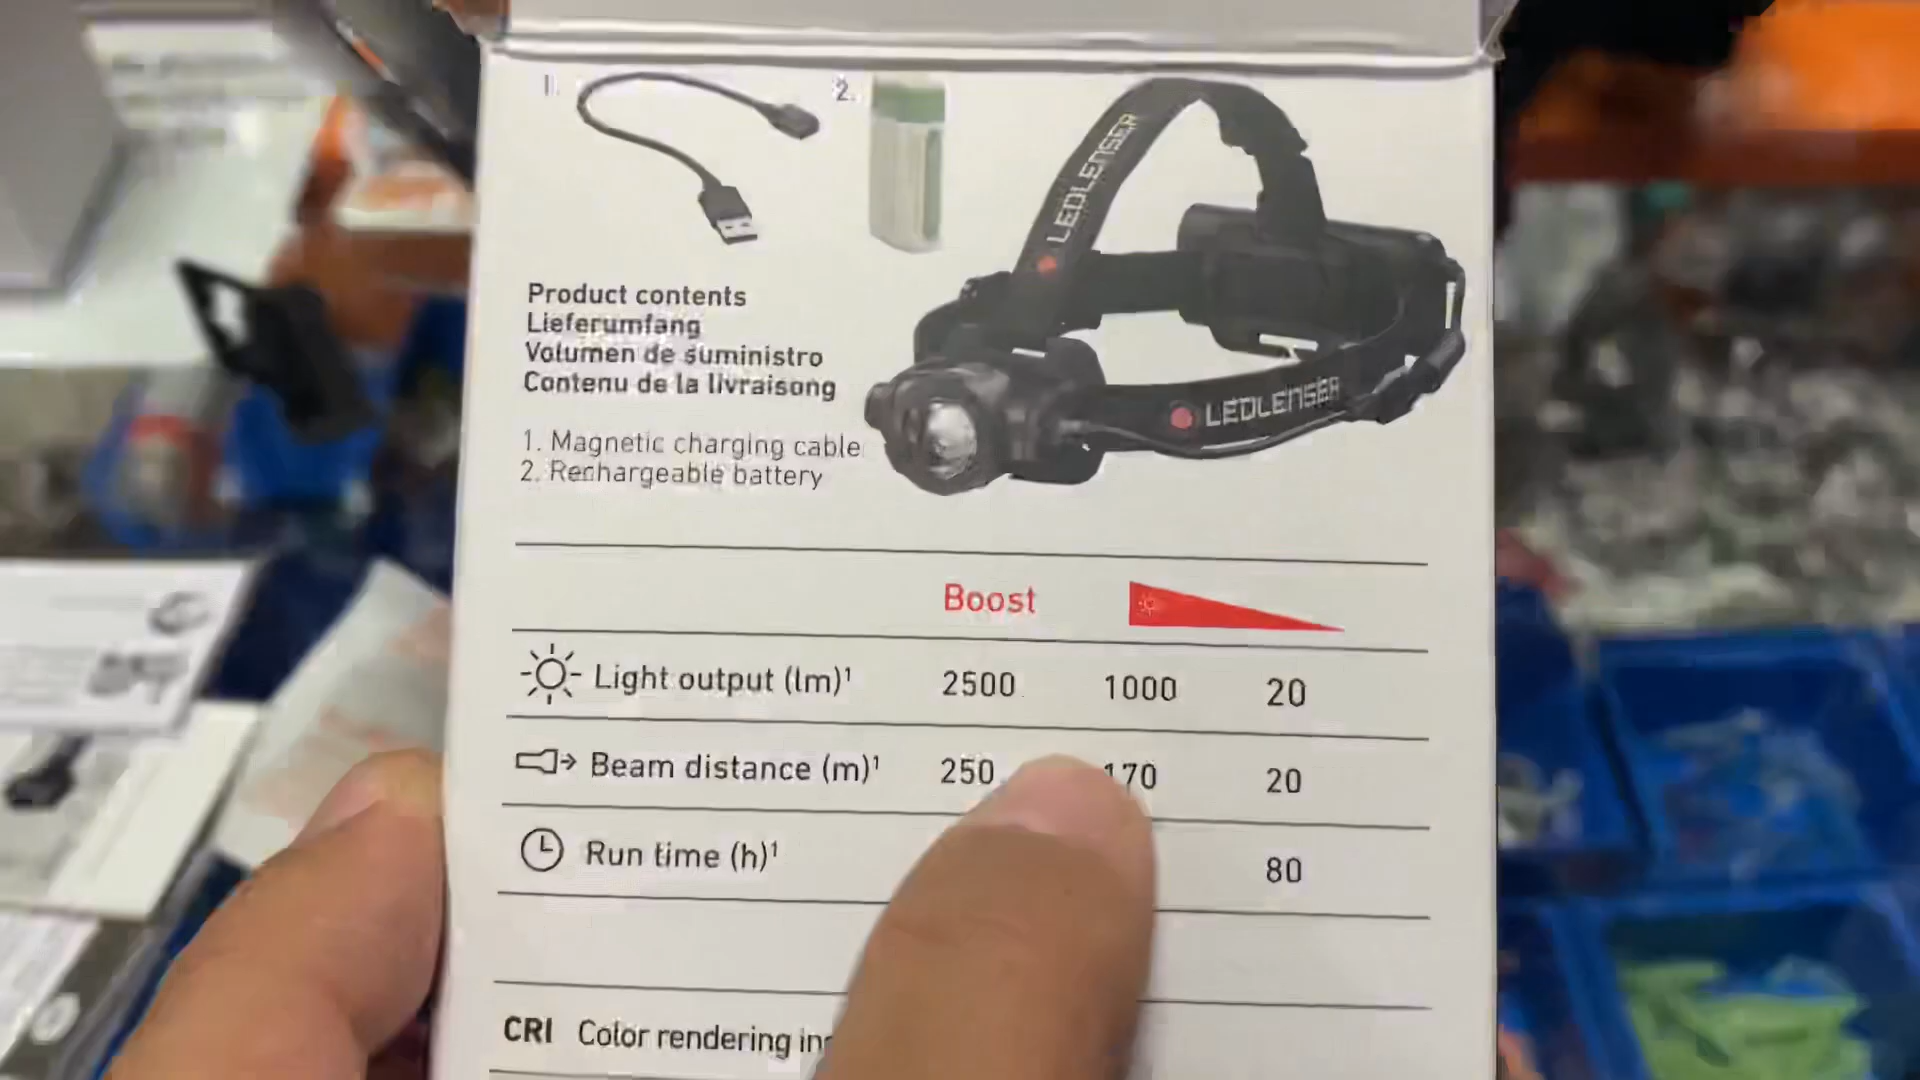 1.
2.
LEDLENSER
LEDLENSER
Product contents
Lieferumfang
Volumen de suministro
Contenu de la livraisong
1. Magnetic charging cable
2. Rechargeable battery
Boost
Light output (lm)¹ 2500 1000 20
Beam distance (m)¹ 250 170 20
Run time (h)¹ 80
CRI Color rendering